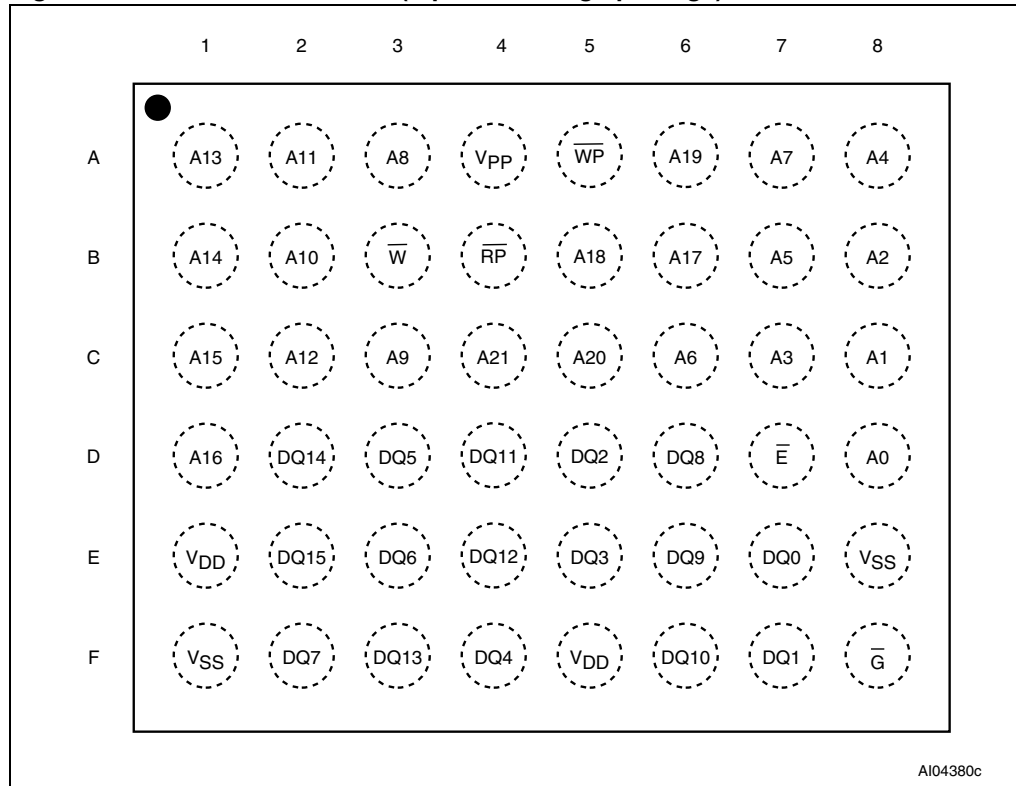 1 2 3 4 5 6 7 8
A A13 A11 A8 VPP W̅P̅ A19 A7 A4
B A14 A10 W̅ R̅P̅ A18 A17 A5 A2
C A15 A12 A9 A21 A20 A6 A3 A1
D A16 DQ14 DQ5 DQ11 DQ2 DQ8 E̅ A0
E VDD DQ15 DQ6 DQ12 DQ3 DQ9 DQ0 VSS
F VSS DQ7 DQ13 DQ4 VDD DQ10 DQ1 G̅
AI04380c